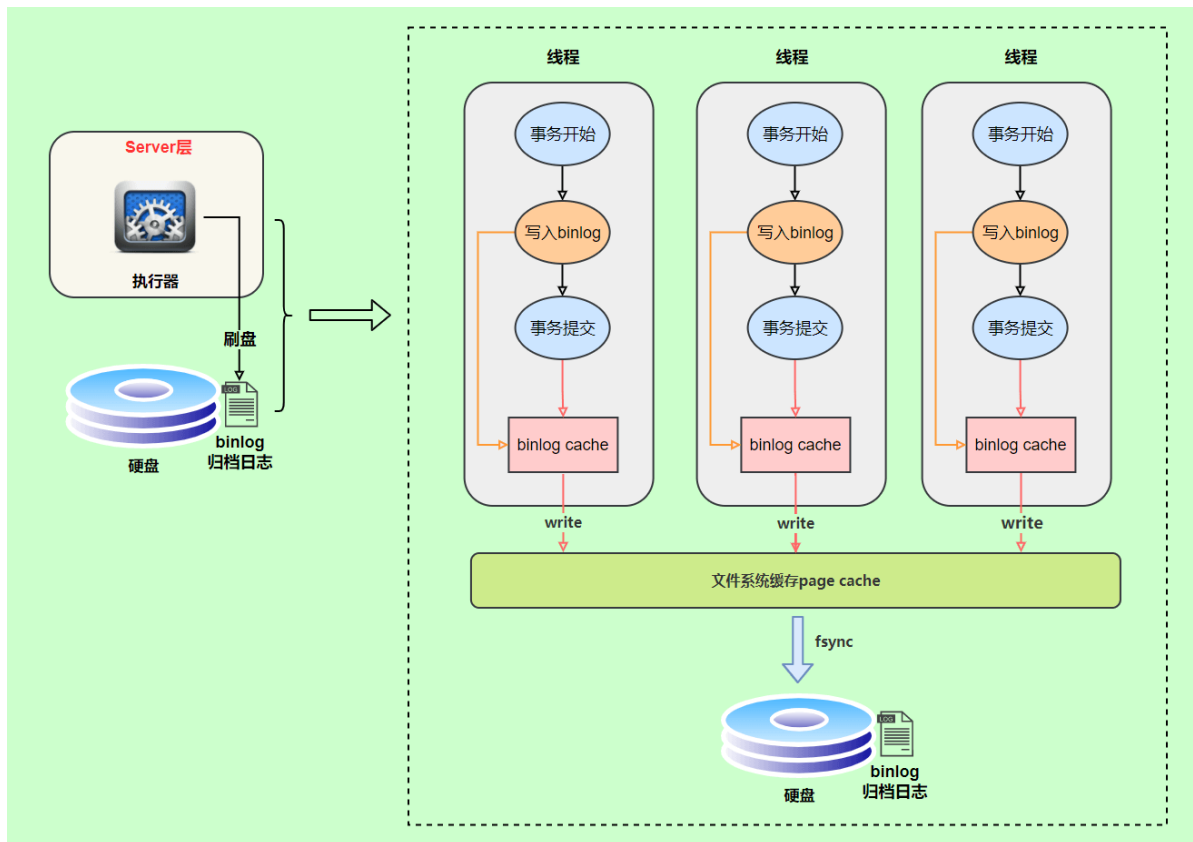 Server层
执行器
刷盘
LOG
binlog
归档日志
硬盘
线程
线程
线程
事务开始
事务开始
事务开始
写入binlog
写入binlog
写入binlog
事务提交
事务提交
事务提交
binlog cache
binlog cache
binlog cache
write
write
write
文件系统缓存page cache
fsync
LOG
binlog
归档日志
硬盘